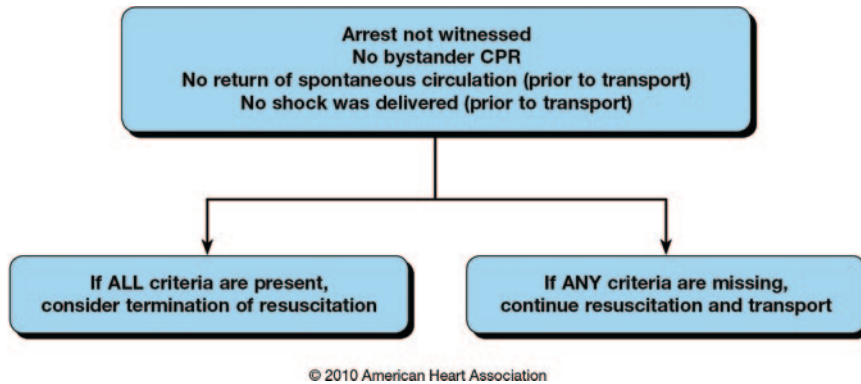 Arrest not witnessed
No bystander CPR
No return of spontaneous circulation (prior to transport)
No shock was delivered (prior to transport)
If ALL criteria are present,
consider termination of resuscitation
If ANY criteria are missing,
continue resuscitation and transport
© 2010 American Heart Association